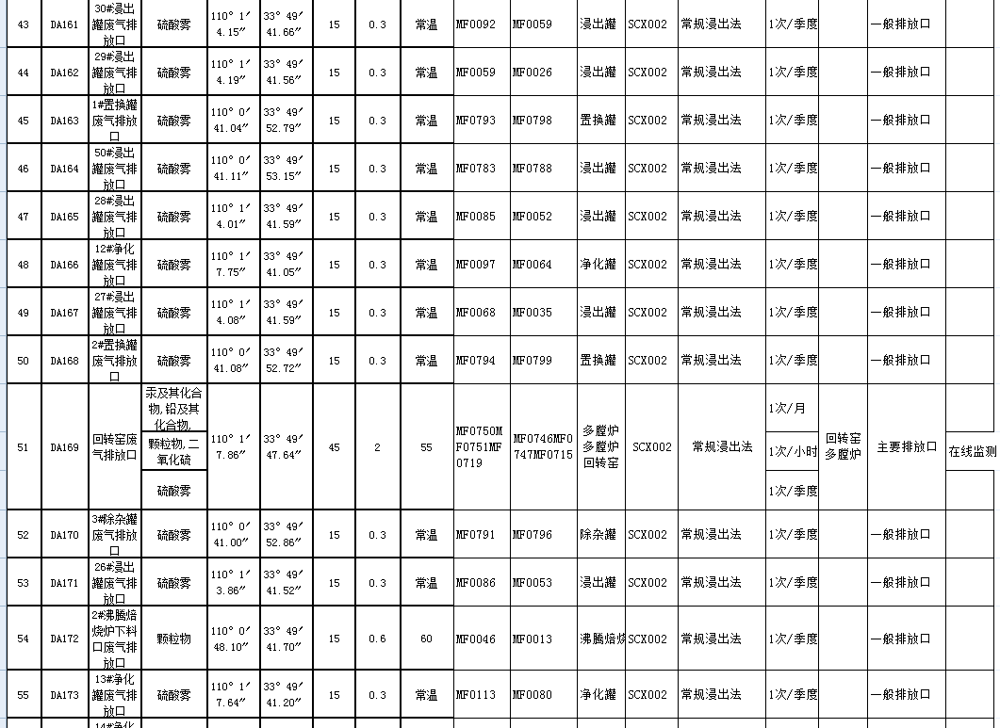 43 DA161 30#浸出罐废气排放口 硫酸雾 110° 1′ 4.15″ 33° 49′ 41.66″ 15 0.3 常温 MF0092 MF0059 浸出罐 SCX002 常规浸出法 1次/季度 一般排放口
44 DA162 29#浸出罐废气排放口 硫酸雾 110° 1′ 4.19″ 33° 49′ 41.56″ 15 0.3 常温 MF0059 MF0026 浸出罐 SCX002 常规浸出法 1次/季度 一般排放口
45 DA163 1#置换罐废气排放口 硫酸雾 110° 0′ 41.04″ 33° 49′ 52.79″ 15 0.3 常温 MF0793 MF0798 置换罐 SCX002 常规浸出法 1次/季度 一般排放口
46 DA164 50#浸出罐废气排放口 硫酸雾 110° 0′ 41.11″ 33° 49′ 53.15″ 15 0.3 常温 MF0783 MF0788 浸出罐 SCX002 常规浸出法 1次/季度 一般排放口
47 DA165 28#浸出罐废气排放口 硫酸雾 110° 1′ 4.01″ 33° 49′ 41.59″ 15 0.3 常温 MF0085 MF0052 浸出罐 SCX002 常规浸出法 1次/季度 一般排放口
48 DA166 12#净化罐废气排放口 硫酸雾 110° 1′ 7.75″ 33° 49′ 41.05″ 15 0.3 常温 MF0097 MF0064 净化罐 SCX002 常规浸出法 1次/季度 一般排放口
49 DA167 27#浸出罐废气排放口 硫酸雾 110° 1′ 4.08″ 33° 49′ 41.59″ 15 0.3 常温 MF0068 MF0035 浸出罐 SCX002 常规浸出法 1次/季度 一般排放口
50 DA168 2#置换罐废气排放口 硫酸雾 110° 0′ 41.08″ 33° 49′ 52.72″ 15 0.3 常温 MF0794 MF0799 置换罐 SCX002 常规浸出法 1次/季度 一般排放口
51 DA169 回转窑废气排放口 汞及其化合物,铅及其化合物, 颗粒物,二氧化硫 硫酸雾 110° 1′ 7.86″ 33° 49′ 47.64″ 45 2 55 MF0750MF0751MF0719 MF0746MF0747MF0715 多膛炉多膛炉回转窑 SCX002 常规浸出法 1次/月 1次/小时 1次/季度 回转窑多膛炉 主要排放口 在线监测
52 DA170 3#除杂罐废气排放口 硫酸雾 110° 0′ 41.00″ 33° 49′ 52.86″ 15 0.3 常温 MF0791 MF0796 除杂罐 SCX002 常规浸出法 1次/季度 一般排放口
53 DA171 26#浸出罐废气排放口 硫酸雾 110° 1′ 3.86″ 33° 49′ 41.52″ 15 0.3 常温 MF0086 MF0053 浸出罐 SCX002 常规浸出法 1次/季度 一般排放口
54 DA172 2#沸腾焙烧炉下料口废气排放口 颗粒物 110° 0′ 48.10″ 33° 49′ 41.70″ 15 0.6 60 MF0046 MF0013 沸腾焙 SCX002 常规浸出法 1次/季度 一般排放口
55 DA173 13#净化罐废气排放口 硫酸雾 110° 1′ 7.64″ 33° 49′ 41.20″ 15 0.3 常温 MF0113 MF0080 净化罐 SCX002 常规浸出法 1次/季度 一般排放口
14#净化